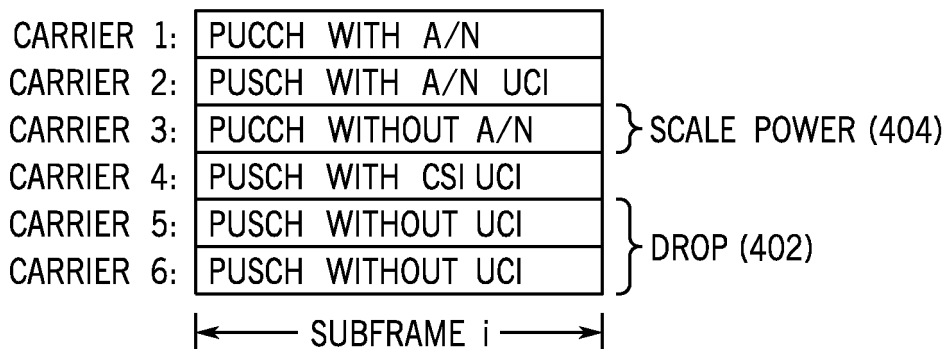 CARRIER 1: PUCCH WITH A/N
CARRIER 2: PUSCH WITH A/N UCI
CARRIER 3: PUCCH WITHOUT A/N SCALE POWER (404)
CARRIER 4: PUSCH WITH CSI UCI
CARRIER 5: PUSCH WITHOUT UCI
DROP (402)
CARRIER 6: PUSCH WITHOUT UCI
SUBFRAME i